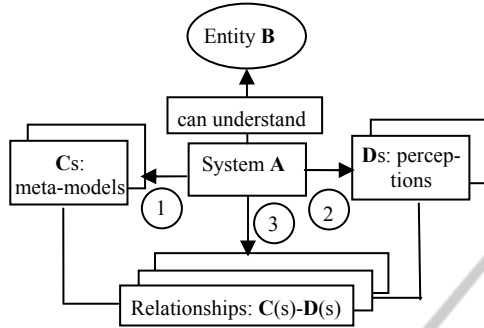 Entity B
can understand
Cs:
meta-models
System A
Ds: percep-
tions
1
2
3
Relationships: C(s)-D(s)